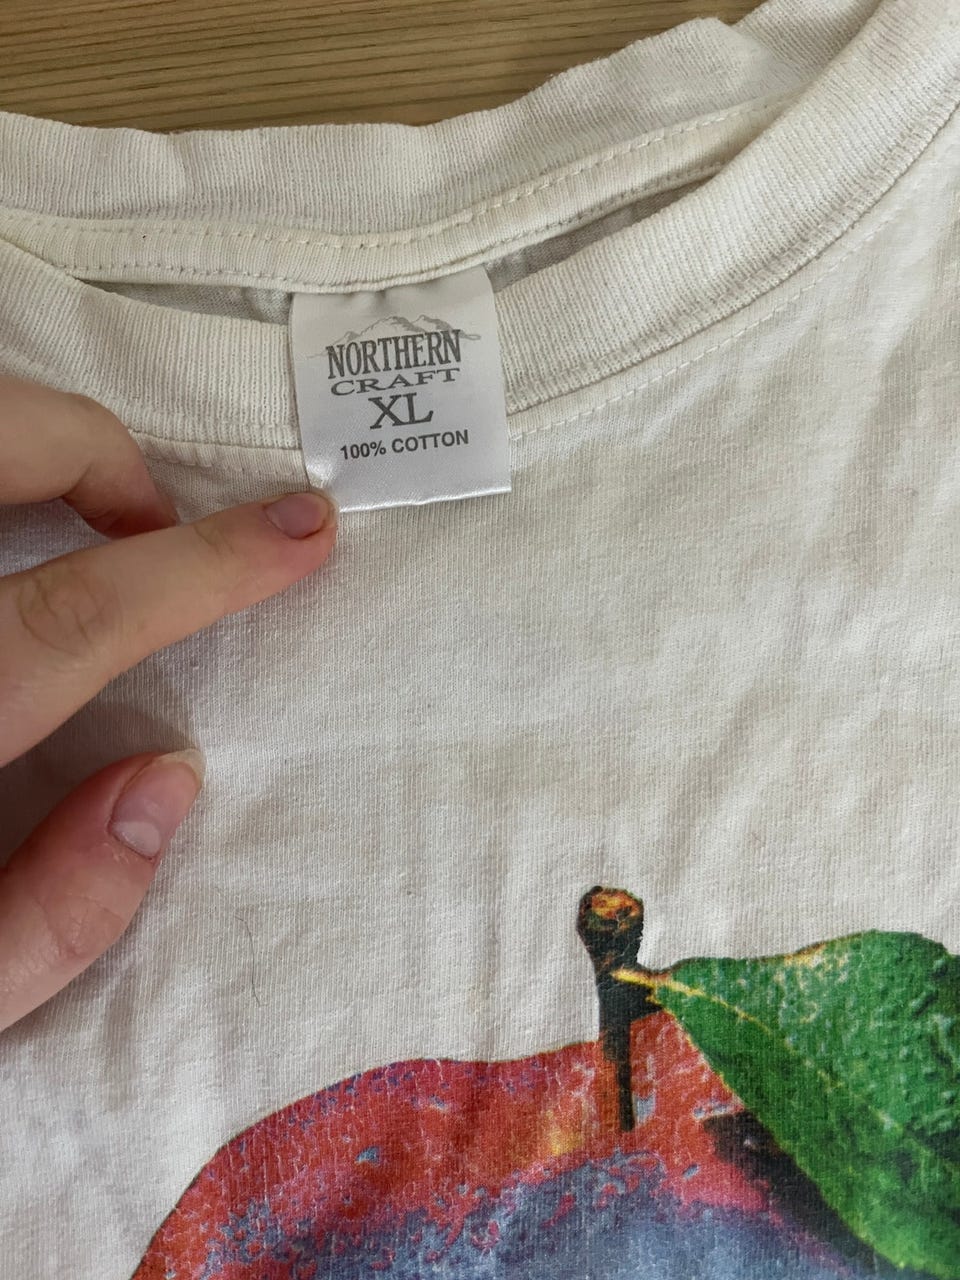 NORTHERN
CRAFT
XL
100% COTTON